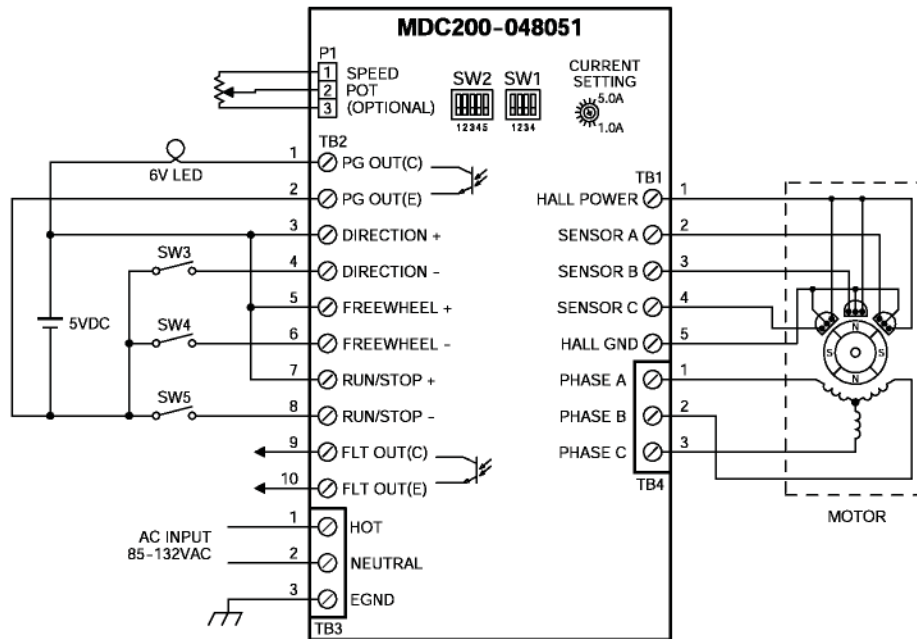 MDC200-048051
P1
1 SPEED
2 POT
3 (OPTIONAL)
SW2
12345
SW1
1234
CURRENT
SETTING
5.0A
1.0A
TB2
6V LED
1 PG OUT(C)
2 PG OUT(E)
3 DIRECTION +
SW3
4 DIRECTION -
5 FREEWHEEL +
5VDC
SW4
6 FREEWHEEL -
7 RUN/STOP +
SW5
8 RUN/STOP -
9 FLT OUT(C)
10 FLT OUT(E)
AC INPUT
85-132VAC
1 HOT
2 NEUTRAL
3 EGND
TB3
TB1
HALL POWER 1
SENSOR A 2
SENSOR B 3
SENSOR C 4
HALL GND 5
PHASE A 1
PHASE B 2
PHASE C 3
TB4
N
S S
N
MOTOR